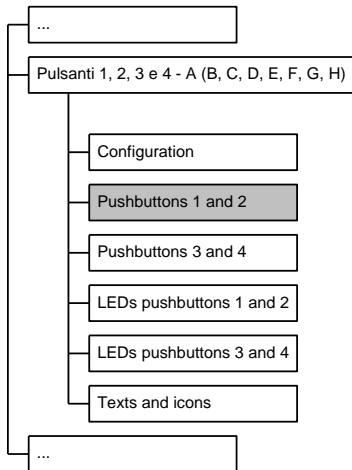 ...
Pulsanti 1, 2, 3 e 4 - A (B, C, D, E, F, G, H)
Configuration
Pushbuttons 1 and 2
Pushbuttons 3 and 4
LEDs pushbuttons 1 and 2
LEDs pushbuttons 3 and 4
Texts and icons
...